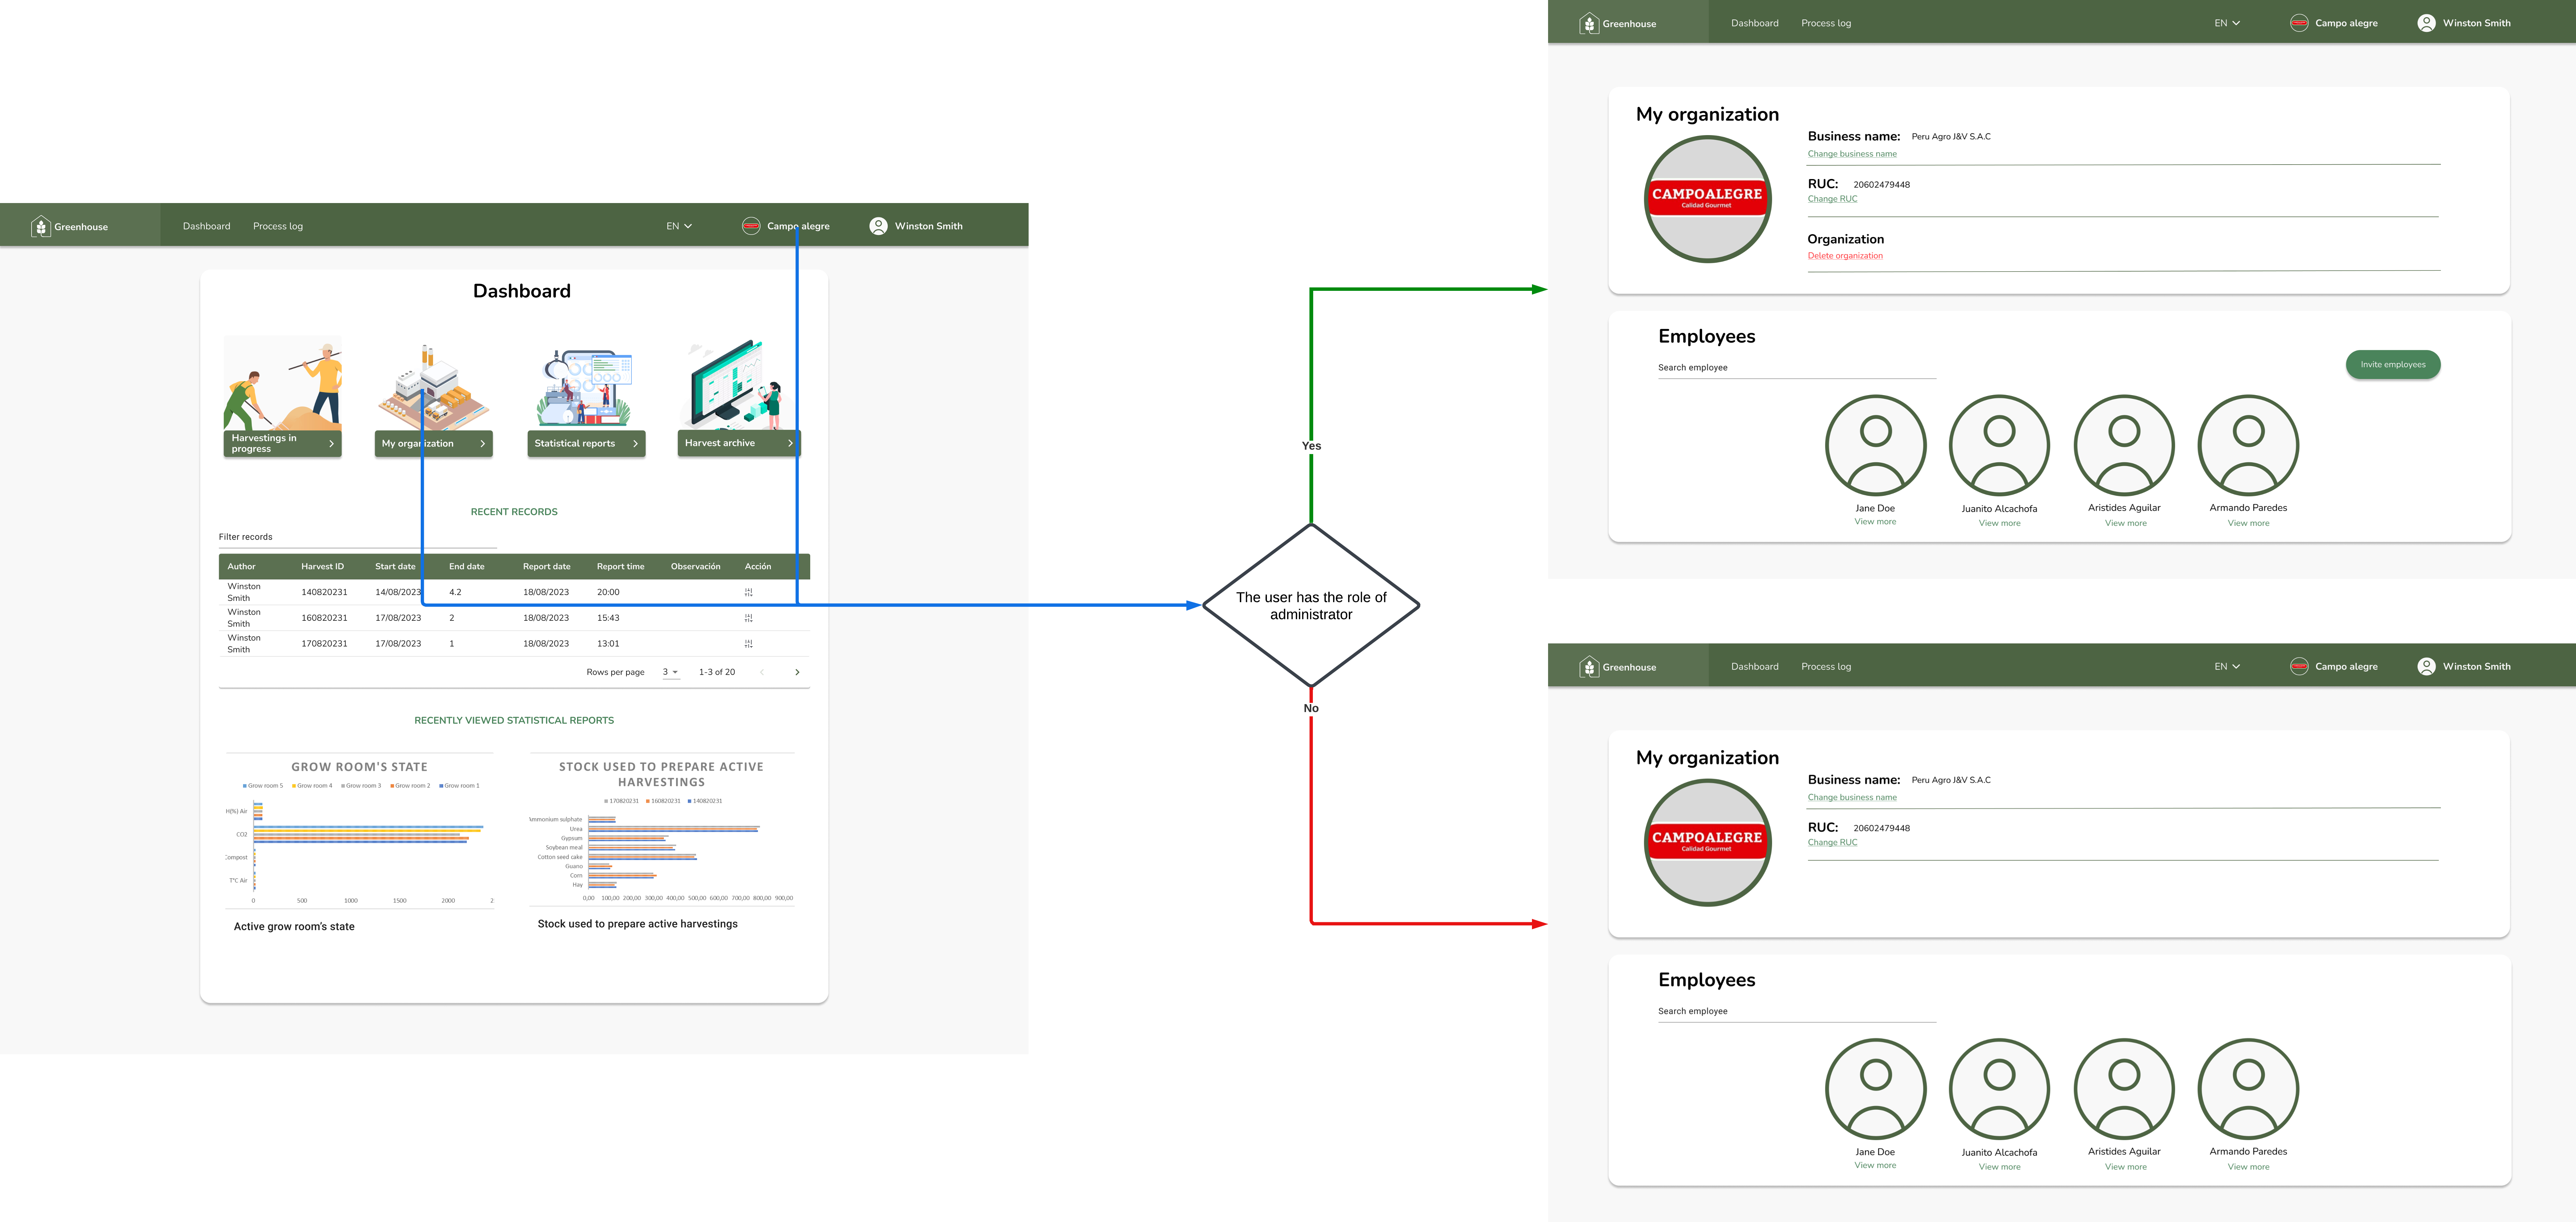 Greenhouse
Dashboard
Process log
EN
Campo alegre
Winston Smith
Dashboard
Harvestings in
progress
My organization
Statistical reports
Harvest archive
RECENT RECORDS
Filter records
Author Harvest ID Start date End date Report date Report time Observación Acción
Winston
Smith
140820231 14/08/2023 4.2 18/08/2023 20:00
Winston
Smith
160820231 17/08/2023 2 18/08/2023 15:43
Winston
Smith
170820231 17/08/2023 1 18/08/2023 13:01
Rows per page 3 1-3 of 20
RECENTLY VIEWED STATISTICAL REPORTS
GROW ROOM'S STATE
Grow room 5 Grow room 4 Grow room 3 Grow room 2 Grow room 1
H(%) Air
CO2
Compost
T°C Air
0 500 1000 1500 2000 2
Active grow room's state
STOCK USED TO PREPARE ACTIVE
HARVESTINGS
170820231 160820231 140820231
Ammonium sulphate
Urea
Gypsum
Soybean meal
Cotton seed cake
Guano
Corn
Hay
0,00 100,00 200,00 300,00 400,00 500,00 600,00 700,00 800,00 900,00
Stock used to prepare active harvestings
The user has the role of
administrator
Yes
No
Greenhouse
Dashboard
Process log
EN
Campo alegre
Winston Smith
My organization
CAMPOALEGRE
Calidad Gourmet
Business name: Peru Agro J&V S.A.C
Change business name
RUC: 20602479448
Change RUC
Organization
Delete organization
Employees
Search employee
Invite employees
Jane Doe
View more
Juanito Alcachofa
View more
Aristides Aguilar
View more
Armando Paredes
View more
Greenhouse
Dashboard
Process log
EN
Campo alegre
Winston Smith
My organization
CAMPOALEGRE
Calidad Gourmet
Business name: Peru Agro J&V S.A.C
Change business name
RUC: 20602479448
Change RUC
Employees
Search employee
Jane Doe
View more
Juanito Alcachofa
View more
Aristides Aguilar
View more
Armando Paredes
View more